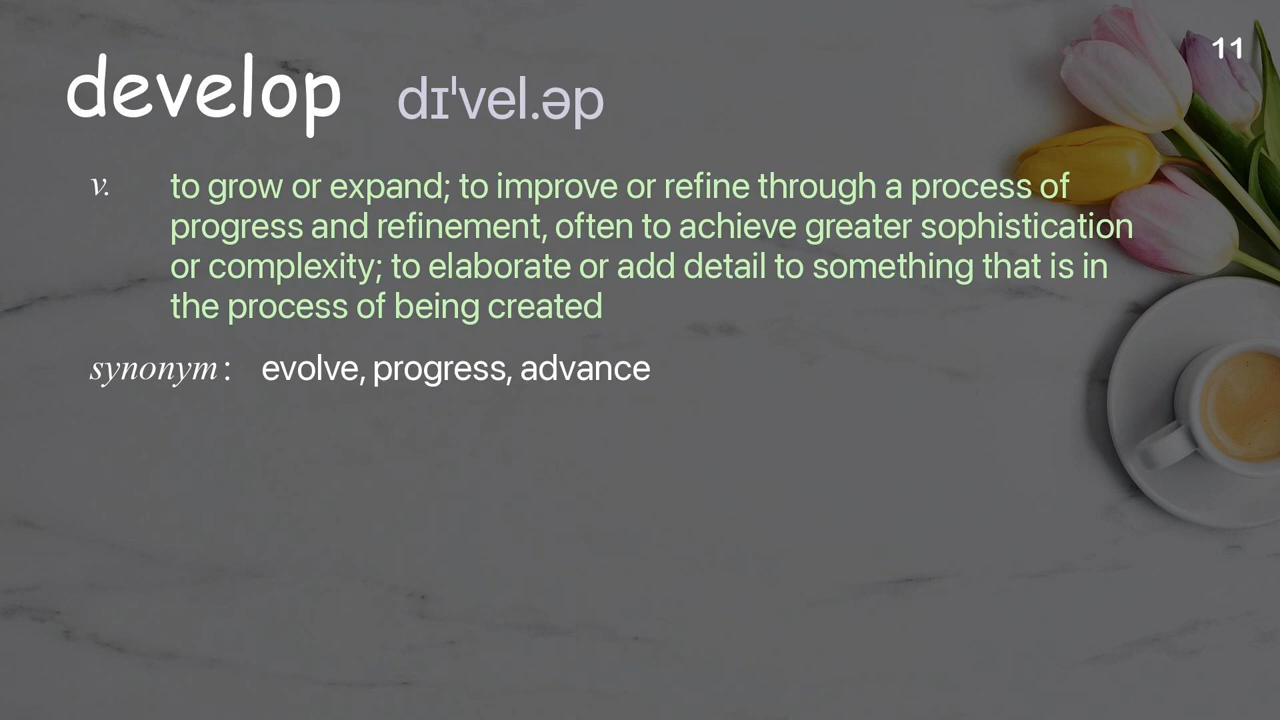 11
develop dɪˈvel.əp
v. to grow or expand; to improve or refine through a process of
progress and refinement, often to achieve greater sophistication
or complexity; to elaborate or add detail to something that is in
the process of being created
synonym: evolve, progress, advance